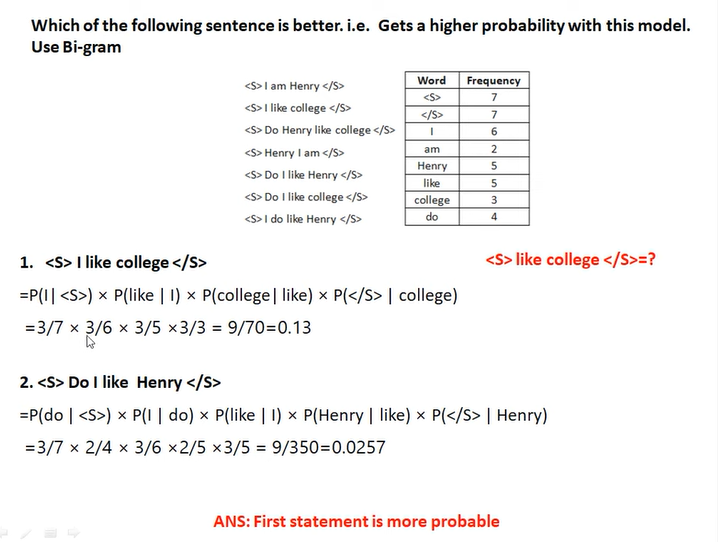 Which of the following sentence is better. i.e.  Gets a higher probability with this model.
Use Bi-gram
<S> I am Henry </S>
<S> I like college </S>
<S> Do Henry like college </S>
<S> Henry I am </S>
<S> Do I like Henry </S>
<S> Do I like college </S>
<S> I do like Henry </S>
Word Frequency
<S> 7
</S> 7
I 6
am 2
Henry 5
like 5
college 3
do 4
1. <S> I like college </S>
<S> like college </S>=?
=P(I| <S>) × P(like | I) × P(college| like) × P(</S> | college)
=3/7 × 3/6 × 3/5 ×3/3 = 9/70=0.13
2. <S> Do I like  Henry </S>
=P(do | <S>) × P(I | do) × P(like | I) × P(Henry | like) × P(</S> | Henry)
=3/7 × 2/4 × 3/6 ×2/5 ×3/5 = 9/350=0.0257
ANS: First statement is more probable